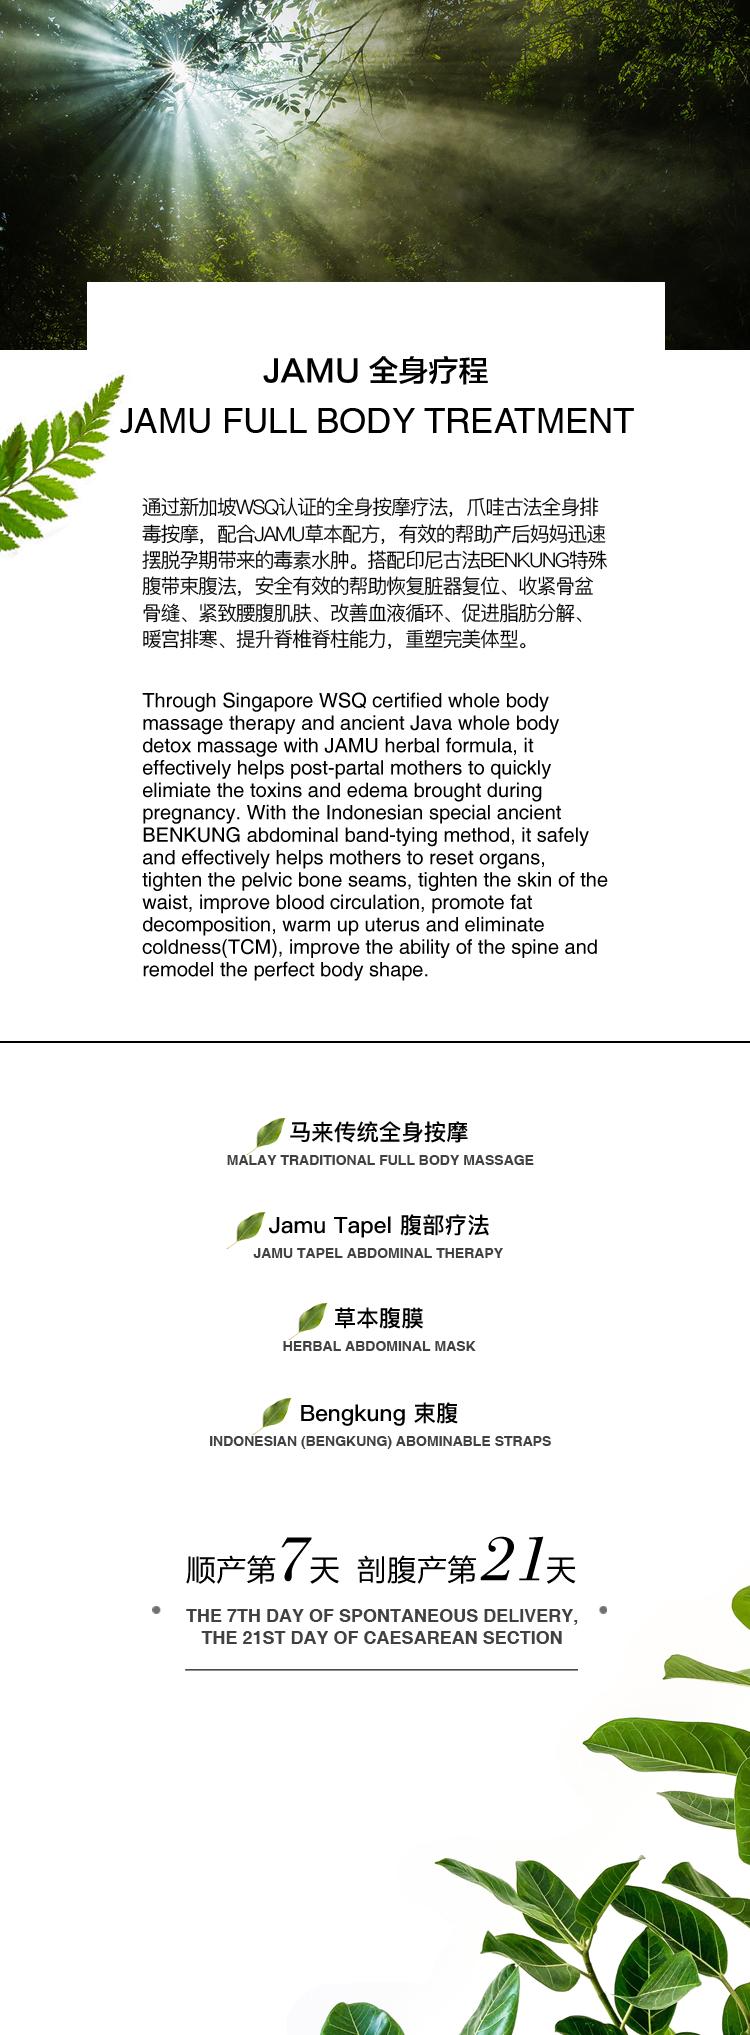 JAMU 全身疗程
JAMU FULL BODY TREATMENT
通过新加坡WSQ认证的全身按摩疗法，爪哇古法全身排
毒按摩，配合JAMU草本配方，有效的帮助产后妈妈迅速
摆脱孕期带来的毒素水肿。搭配印尼古法BENKUNG特殊
腹带束腹法，安全有效的帮助恢复脏器复位、收紧骨盆
骨缝、紧致腰腹肌肤、改善血液循环、促进脂肪分解、
暖宫排寒、提升脊椎脊柱能力，重塑完美体型。
Through Singapore WSQ certified whole body
massage therapy and ancient Java whole body
detox massage with JAMU herbal formula, it
effectively helps post-partal mothers to quickly
elimiate the toxins and edema brought during
pregnancy. With the Indonesian special ancient
BENKUNG abdominal band-tying method, it safely
and effectively helps mothers to reset organs,
tighten the pelvic bone seams, tighten the skin of the
waist, improve blood circulation, promote fat
decomposition, warm up uterus and eliminate
coldness(TCM), improve the ability of the spine and
remodel the perfect body shape.
马来传统全身按摩
MALAY TRADITIONAL FULL BODY MASSAGE
Jamu Tapel 腹部疗法
JAMU TAPEL ABDOMINAL THERAPY
草本腹膜
HERBAL ABDOMINAL MASK
Bengkung 束腹
INDONESIAN (BENGKUNG) ABOMINABLE STRAPS
顺产第7天 剖腹产第21天
THE 7TH DAY OF SPONTANEOUS DELIVERY,
THE 21ST DAY OF CAESAREAN SECTION